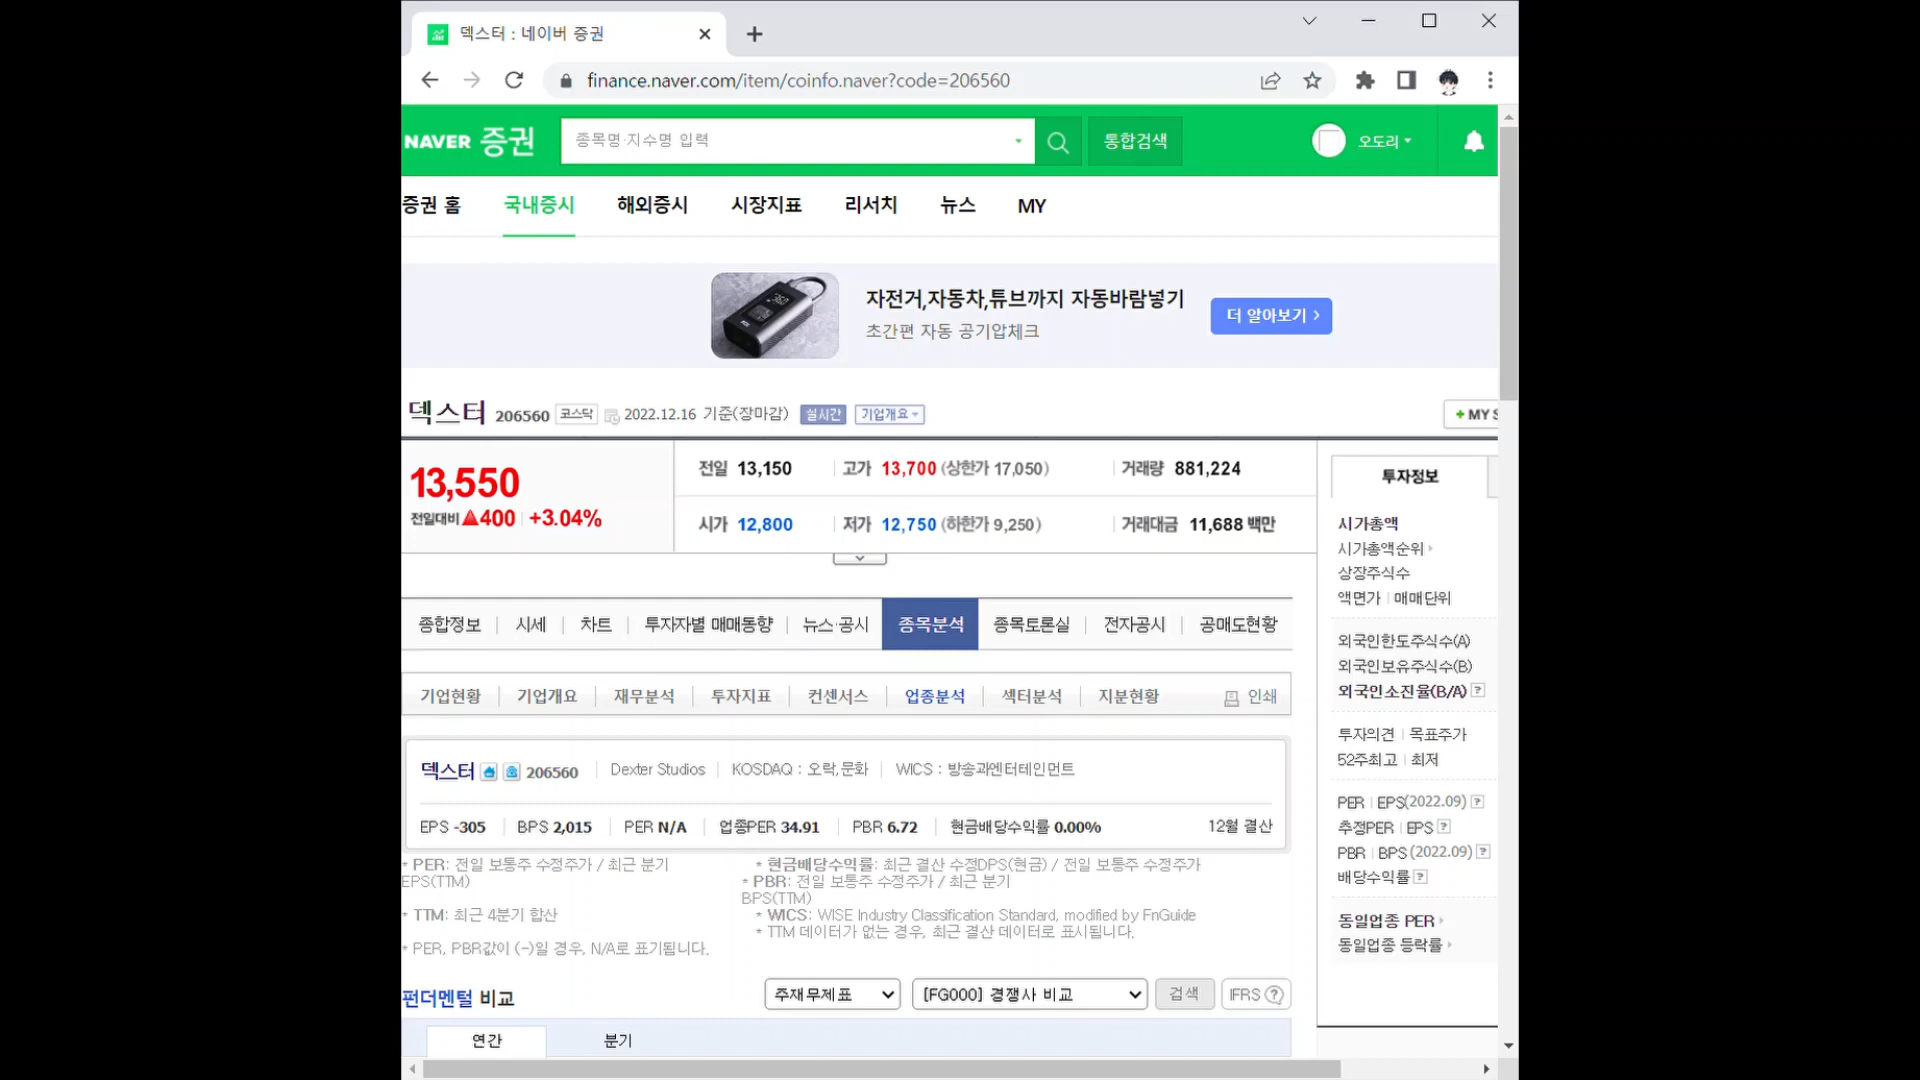 덱스터 : 네이버 증권
finance.naver.com/item/coinfo.naver?code=206560
NAVER 증권
종목명·지수명 입력
통합검색
오도리
증권 홈 국내증시 해외증시 시장지표 리서치 뉴스 MY
자전거,자동차,튜브까지 자동바람넣기
초간편 자동 공기압체크
더 알아보기
덱스터 206560 코스닥 2022.12.16 기준(장마감) 실시간 기업개요
+ MY S
13,550
전일대비 ▲400 +3.04%
전일 13,150 고가 13,700 (상한가 17,050) 거래량 881,224
시가 12,800 저가 12,750 (하한가 9,250) 거래대금 11,688 백만
종합정보 시세 차트 투자자별 매매동향 뉴스·공시 종목분석 종목토론실 전자공시 공매도현황
기업현황 기업개요 재무분석 투자지표 컨센서스 업종분석 섹터분석 지분현황 인쇄
덱스터 206560 Dexter Studios KOSDAQ : 오락,문화 WICS : 방송과엔터테인먼트
EPS -305 BPS 2,015 PER N/A 업종PER 34.91 PBR 6.72 현금배당수익률 0.00% 12월 결산
* PER: 전일 보통주 수정주가 / 최근 분기
EPS(TTM)
* TTM: 최근 4분기 합산
* PER, PBR값이 (-)일 경우, N/A로 표기됩니다.
* 현금배당수익률: 최근 결산 수정DPS(현금) / 전일 보통주 수정주가
* PBR: 전일 보통주 수정주가 / 최근 분기
BPS(TTM)
* WICS: WISE Industry Classification Standard, modified by FnGuide
* TTM 데이터가 없는 경우, 최근 결산 데이터로 표시됩니다.
펀더멘털 비교
주재무제표 [FG000] 경쟁사 비교 검색 IFRS ?
연간 분기
투자정보
시가총액
시가총액순위
상장주식수
액면가 매매단위
외국인한도주식수(A)
외국인보유주식수(B)
외국인소진율(B/A) ?
투자의견 목표주가
52주최고 최저
PER EPS(2022.09) ?
추정PER EPS ?
PBR BPS (2022.09) ?
배당수익률 ?
동일업종 PER
동일업종 등락률